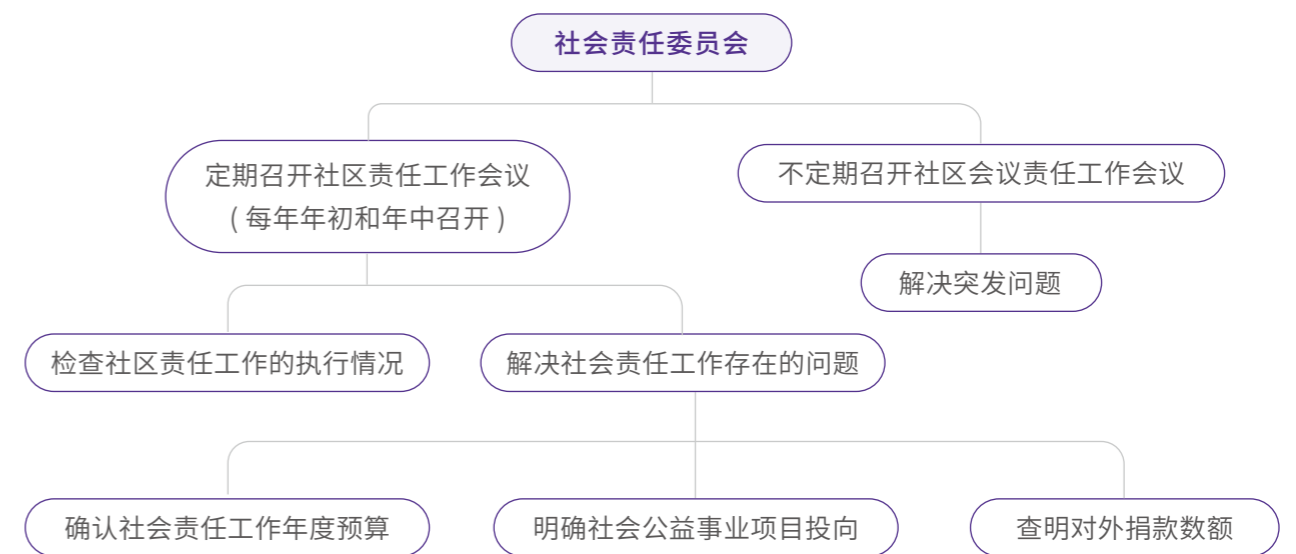 社会责任委员会
定期召开社区责任工作会议
( 每年年初和年中召开 )
不定期召开社区会议责任工作会议
解决突发问题
检查社区责任工作的执行情况
解决社会责任工作存在的问题
确认社会责任工作年度预算
明确社会公益事业项目投向
查明对外捐款数额